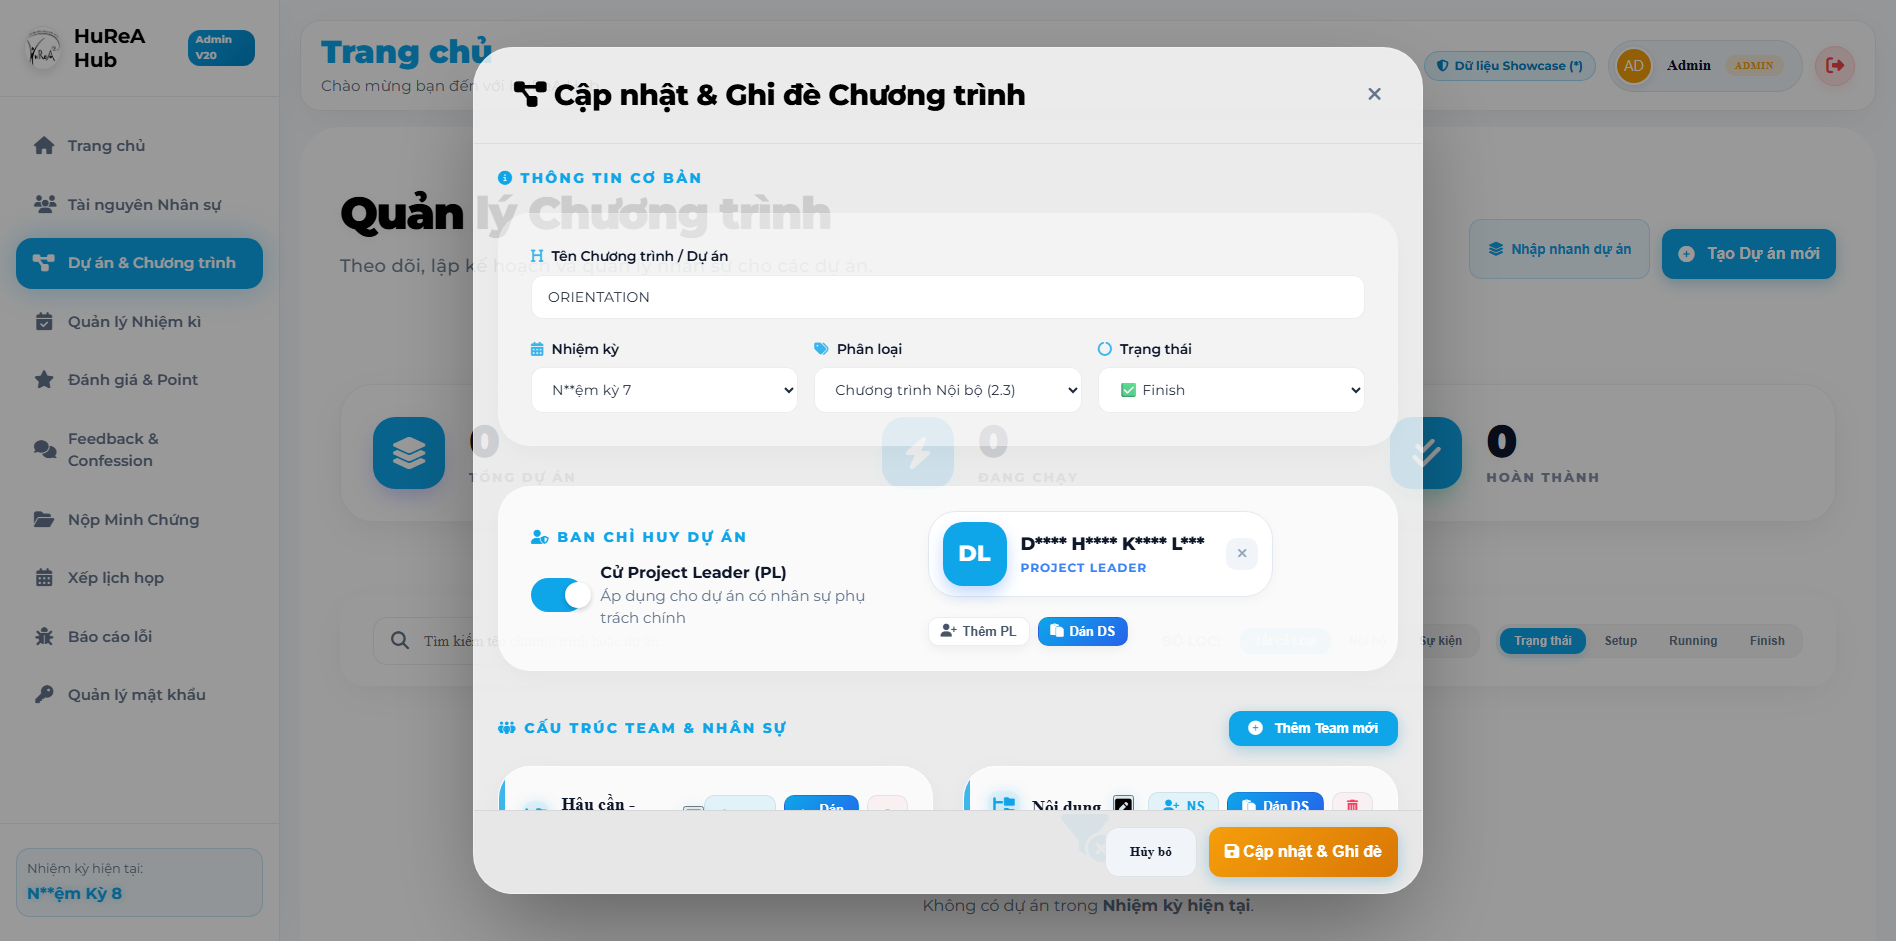 HuReA
Hub
Admin
V20
Trang chủ
Tài nguyên Nhân sự
Dự án & Chương trình
Quản lý Nhiệm kì
Đánh giá & Point
Feedback &
Confession
Nộp Minh Chứng
Xếp lịch họp
Báo cáo lỗi
Quản lý mật khẩu
Nhiệm kỳ hiện tại:
N**ệm Kỳ 8
Trang chủ
Chào mừng bạn đến với
Dữ liệu Showcase (*)
AD
Admin
ADMIN
Quản lý Chương trình
Theo dõi, lập kế hoạch và quản lý nhân sự cho các dự án.
Nhập nhanh dự án
Tạo Dự án mới
0
TỔNG DỰ ÁN
0
ĐANG CHẠY
0
HOÀN THÀNH
Tìm kiếm
BỘ LỌC:
Sự kiện
Trạng thái
Setup
Running
Finish
Không có dự án trong Nhiệm kỳ hiện tại.
Cập nhật & Ghi đè Chương trình
THÔNG TIN CƠ BẢN
Tên Chương trình / Dự án
ORIENTATION
Nhiệm kỳ
Phân loại
Trạng thái
N**ệm kỳ 7
Chương trình Nội bộ (2.3)
Finish
BAN CHỈ HUY DỰ ÁN
Cử Project Leader (PL)
Áp dụng cho dự án có nhân sự phụ
trách chính
DL
D**** H**** K**** L***
PROJECT LEADER
Thêm PL
Dán DS
CẤU TRÚC TEAM & NHÂN SỰ
Thêm Team mới
Hậu cần -
Dán
Nội dung
NS
Dán DS
Hủy bỏ
Cập nhật & Ghi đè